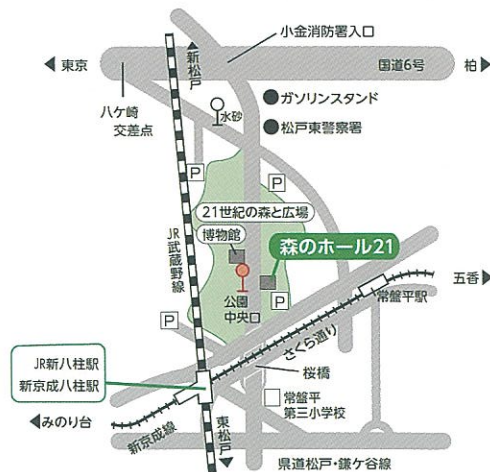 小金消防署入口
新松戸
東京
国道6号
柏
八ケ崎
交差点
水砂
ガソリンスタンド
松戸東警察署
P
P
21世紀の森と広場
博物館
森のホール21
JR武蔵野線
公園
中央口
P
五香
常盤平駅
P
さくら通り
JR新八柱駅
新京成八柱駅
桜橋
常盤平
第三小学校
みのり台
新京成線
東松戸
県道松戸・鎌ケ谷線